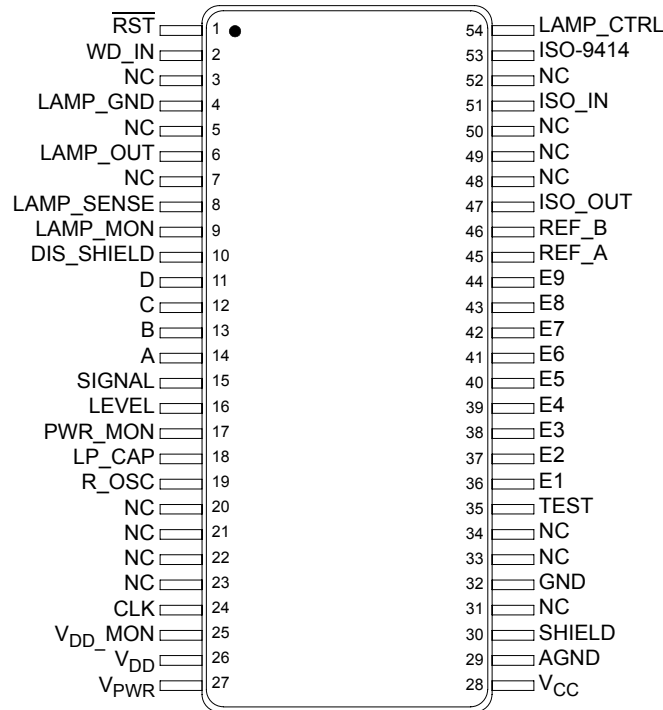 R̅S̅T̅ 1 54 LAMP_CTRL
WD_IN 2 53 ISO-9414
NC 3 52 NC
LAMP_GND 4 51 ISO_IN
NC 5 50 NC
LAMP_OUT 6 49 NC
NC 7 48 NC
LAMP_SENSE 8 47 ISO_OUT
LAMP_MON 9 46 REF_B
DIS_SHIELD 10 45 REF_A
D 11 44 E9
C 12 43 E8
B 13 42 E7
A 14 41 E6
SIGNAL 15 40 E5
LEVEL 16 39 E4
PWR_MON 17 38 E3
LP_CAP 18 37 E2
R_OSC 19 36 E1
NC 20 35 TEST
NC 21 34 NC
NC 22 33 NC
NC 23 32 GND
CLK 24 31 NC
VDD_MON 25 30 SHIELD
VDD 26 29 AGND
VPWR 27 28 VCC